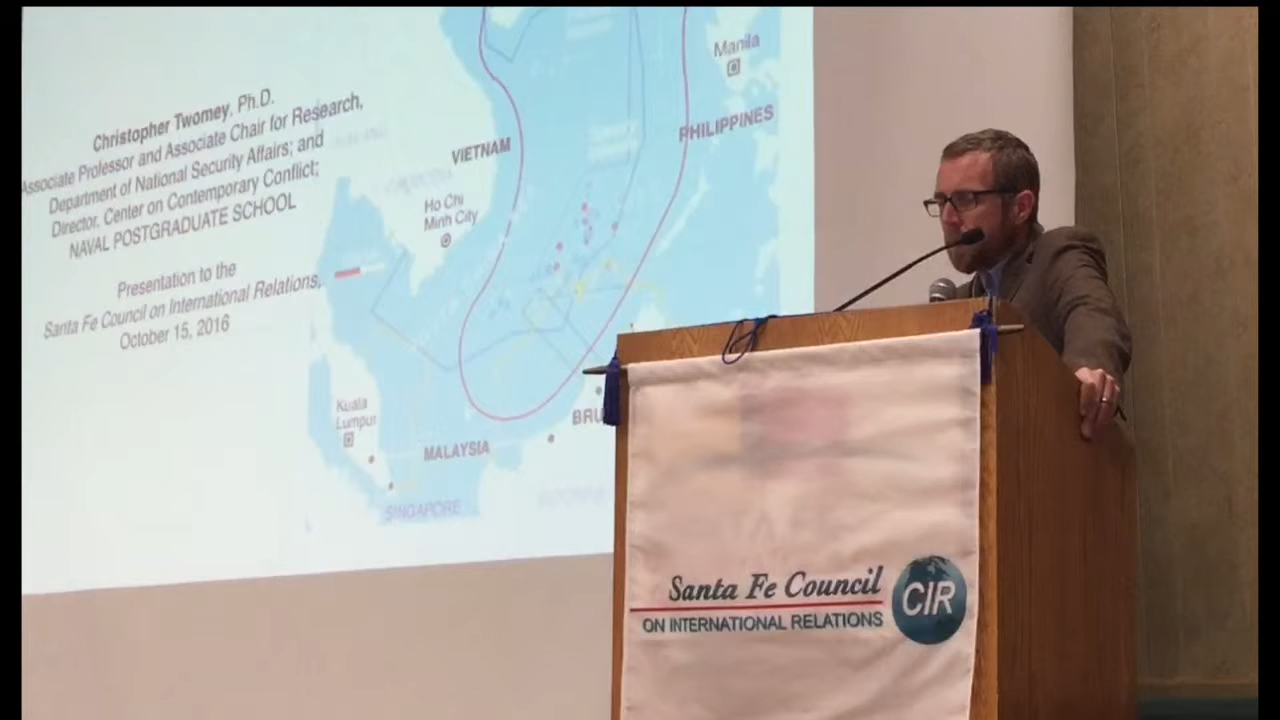 Christopher Twomey, Ph.D.
Associate Professor and Associate Chair for Research,
Department of National Security Affairs; and
Director, Center on Contemporary Conflict;
NAVAL POSTGRADUATE SCHOOL
Presentation to the
Santa Fe Council on International Relations,
October 15, 2016
Manila
PHILIPPINES
VIETNAM
CAMBODIA
Ho Chi
Minh City
Kuala
Lumpur
MALAYSIA
BRU
SINGAPORE
Santa Fe Council
ON INTERNATIONAL RELATIONS
CIR